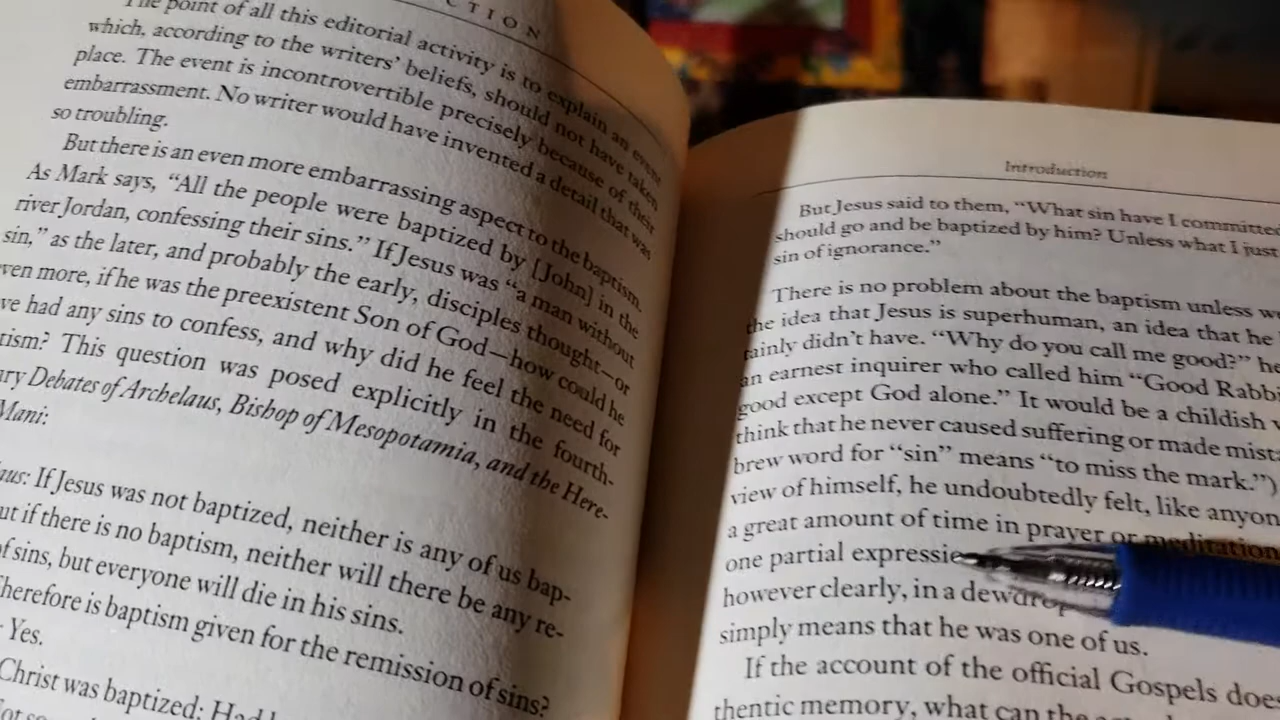 CTION
The point of all this editorial activity is to explain an event
which, according to the writers' beliefs, should not have taken
place. The event is incontrovertible precisely because of their
embarrassment. No writer would have invented a detail that was
so troubling.
But there is an even more embarrassing aspect to the baptism.
As Mark says, “All the people were baptized by [John] in the
river Jordan, confessing their sins.” If Jesus was “a man without
sin,” as the later, and probably the early, disciples thought—or
ven more, if he was the preexistent Son of God—how could he
ve had any sins to confess, and why did he feel the need for
tism? This question was posed explicitly in the fourth-
ry Debates of Archelaus, Bishop of Mesopotamia, and the Here-
Mani:
aus: If Jesus was not baptized, neither is any of us bap-
ut if there is no baptism, neither will there be any re-
of sins, but everyone will die in his sins.
herefore is baptism given for the remission of sins?
Yes.
Christ was baptized: Had
Introduction
But Jesus said to them, “What sin have I committed
should go and be baptized by him? Unless what I just
sin of ignorance.”
There is no problem about the baptism unless we
the idea that Jesus is superhuman, an idea that he
tainly didn't have. “Why do you call me good?” he
an earnest inquirer who called him “Good Rabbi
good except God alone.” It would be a childish
think that he never caused suffering or made mist
brew word for “sin” means “to miss the mark.”)
view of himself, he undoubtedly felt, like anyon
a great amount of time in prayer or meditation
one partial expressio
however clearly, in a dewdrop
simply means that he was one of us.
If the account of the official Gospels does
thentic memory, what can the